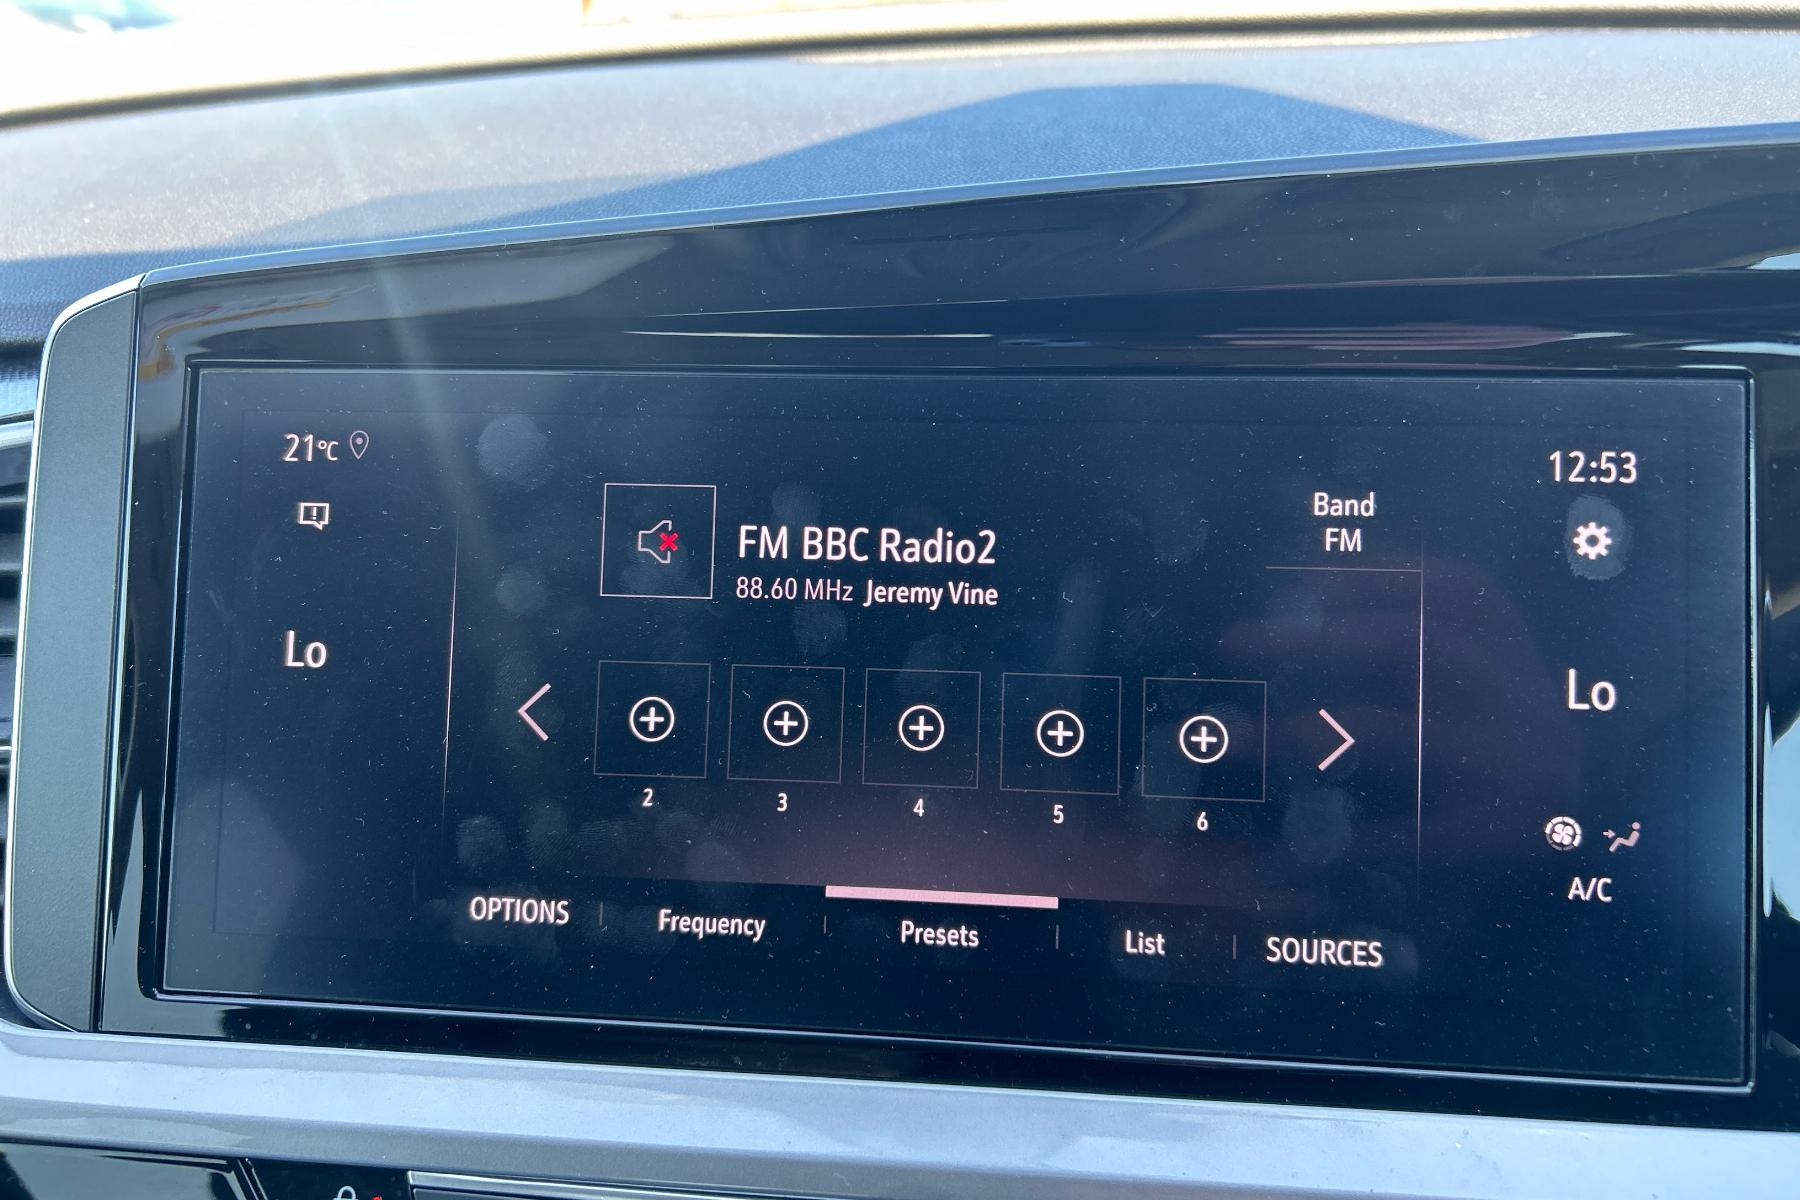 21°C
12:53
Band
FM
FM BBC Radio2
88.60 MHz Jeremy Vine
Lo
Lo
2
3
4
5
6
A/C
OPTIONS
Frequency
Presets
List
SOURCES